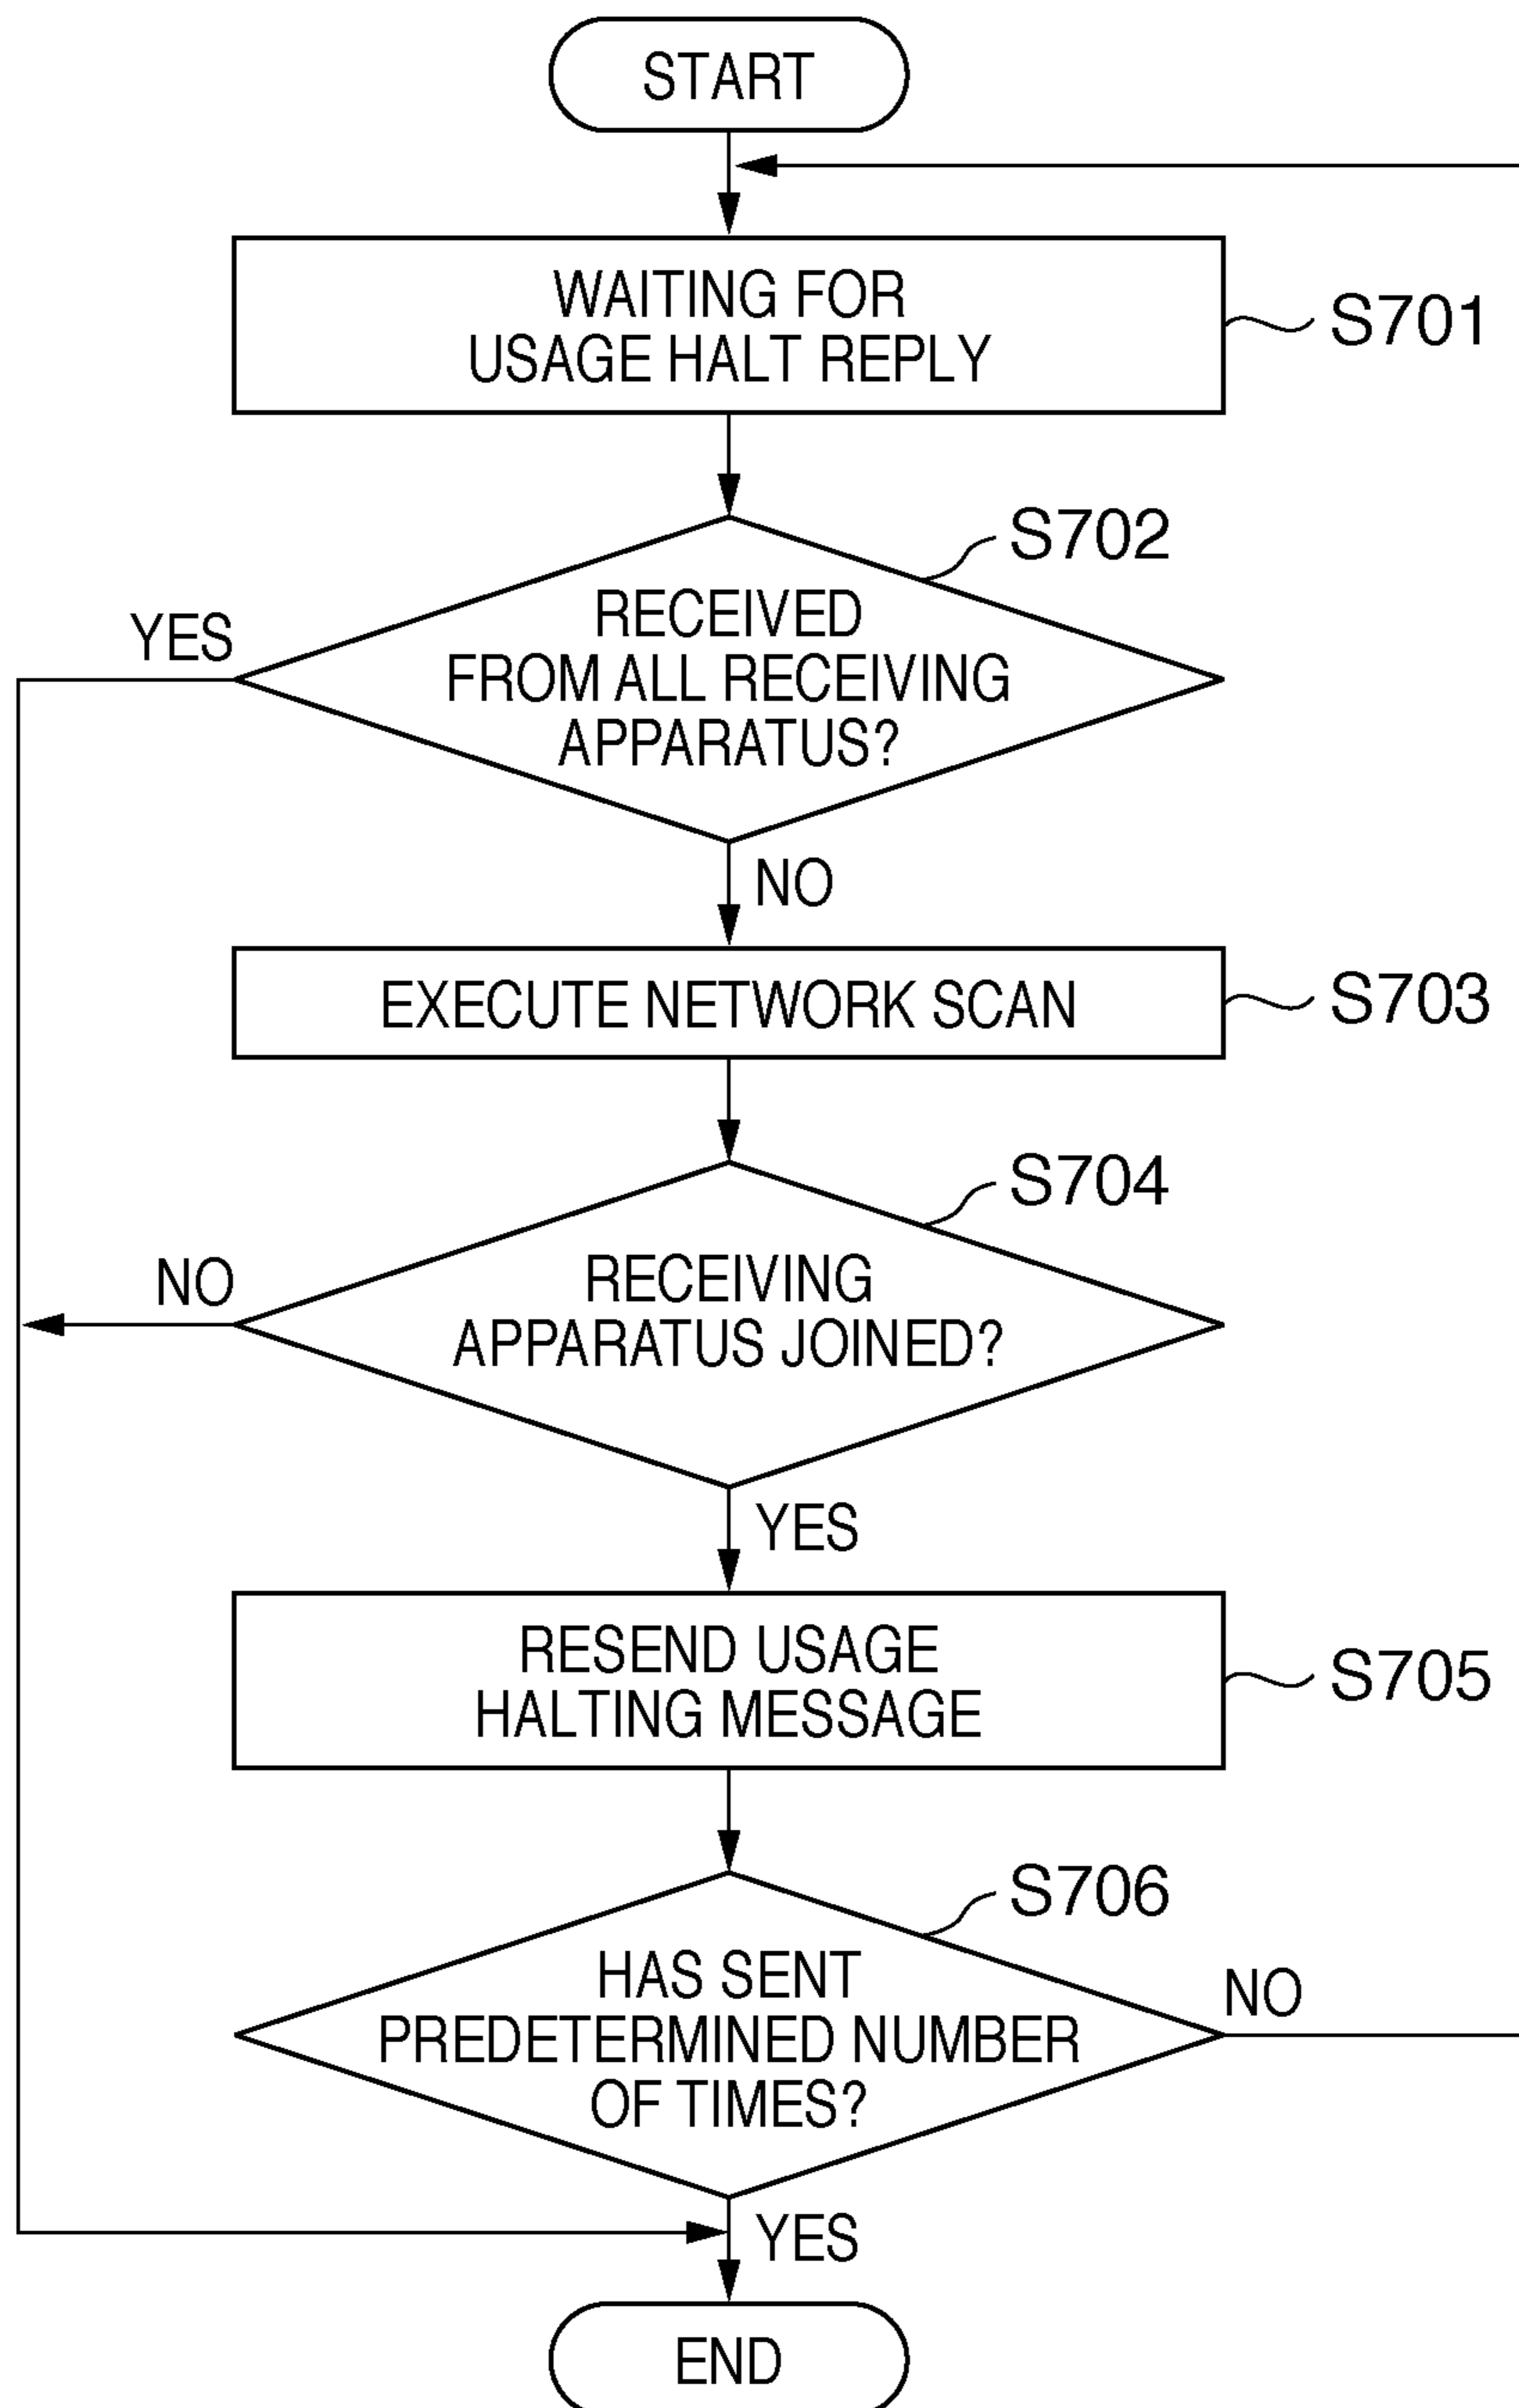 START
WAITING FOR
USAGE HALT REPLY
S701
S702
RECEIVED
FROM ALL RECEIVING
APPARATUS?
YES
NO
EXECUTE NETWORK SCAN
S703
S704
RECEIVING
APPARATUS JOINED?
NO
YES
RESEND USAGE
HALTING MESSAGE
S705
S706
HAS SENT
PREDETERMINED NUMBER
OF TIMES?
NO
YES
END